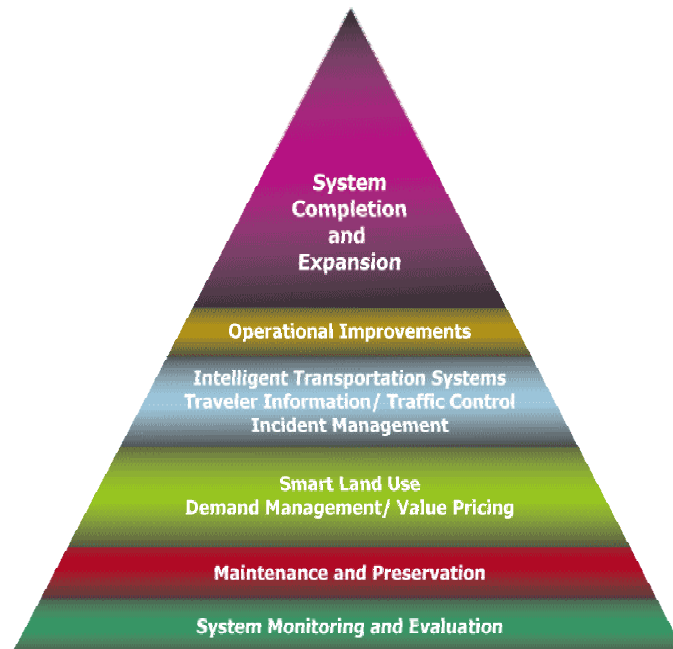 System
Completion
and
Expansion
Operational Improvements
Intelligent Transportation Systems
Traveler Information/ Traffic Control
Incident Management
Smart Land Use
Demand Management/ Value Pricing
Maintenance and Preservation
System Monitoring and Evaluation